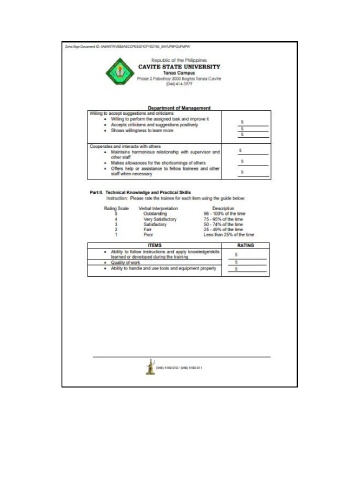 Republic of the Philippines
CAVITE STATE UNIVERSITY
Tanza Campus
Phase 2 Pabahay 2000 Bagtas Tanza Cavite
(046) 414-3979
Department of Management
Willing to accept suggestions and criticisms
• Willing to perform the assigned task and improve it 5
• Accepts criticisms and suggestions positively 5
• Shows willingness to learn more 5
Cooperates and interacts with others
• Maintains harmonious relationship with supervisor and 5
other staff
• Makes allowances for the shortcomings of others 5
• Offers help or assistance to fellow trainees and other 5
staff when necessary
Part II. Technical Knowledge and Practical Skills
Instruction: Please rate the trainee for each item using the guide below:
Rating Scale Verbal Interpretation Descriptive
5 Outstanding 96 - 100% of the time
4 Very Satisfactory 75 - 95% of the time
3 Satisfactory 50 - 74% of the time
2 Fair 25 - 49% of the time
1 Poor Less than 25% of the time
ITEMS RATING
• Ability to follow instructions and apply knowledge/skills 5
learned or developed during the training
• Quality of work 5
• Ability to handle and use tools and equipment properly 5